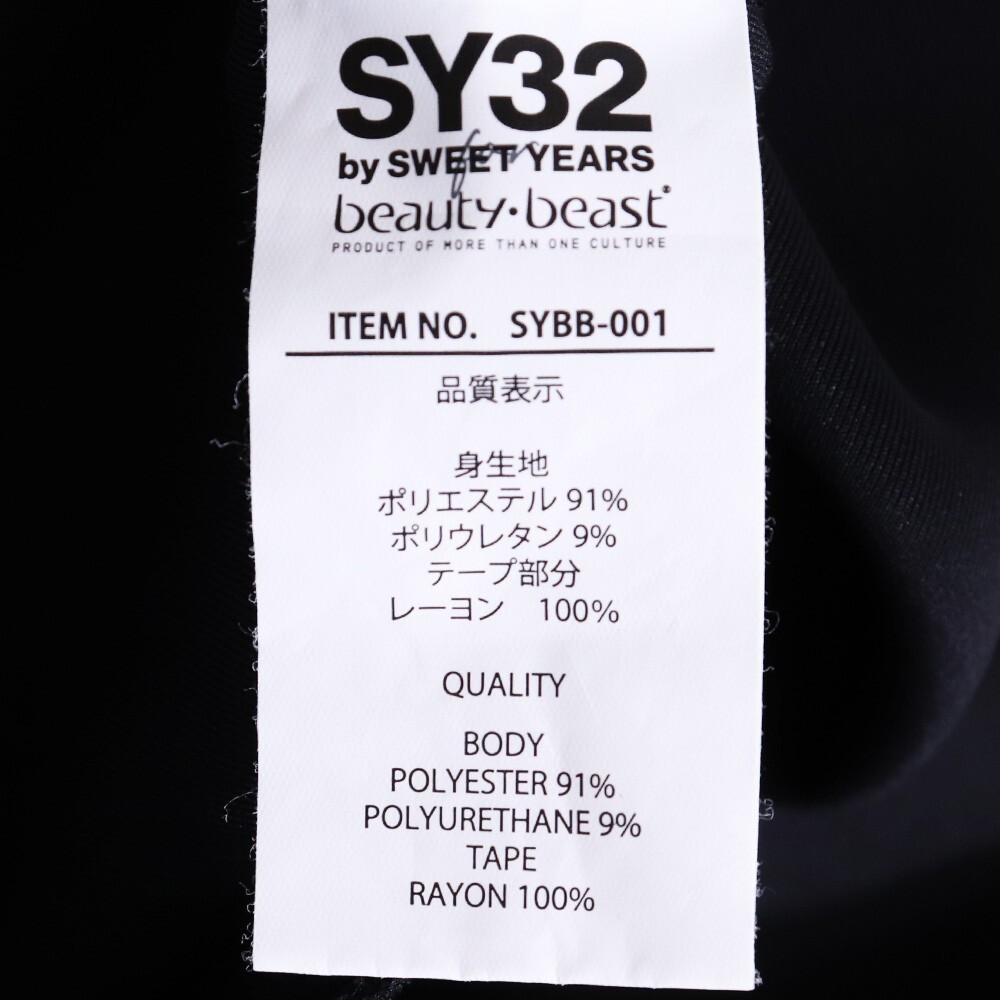 SY32
by SWEET YEARS
for
beauty·beast®
PRODUCT OF MORE THAN ONE CULTURE
ITEM NO. SYBB-001
品質表示
身生地
ポリエステル 91%
ポリウレタン 9%
テープ部分
レーヨン 100%
QUALITY
BODY
POLYESTER 91%
POLYURETHANE 9%
TAPE
RAYON 100%